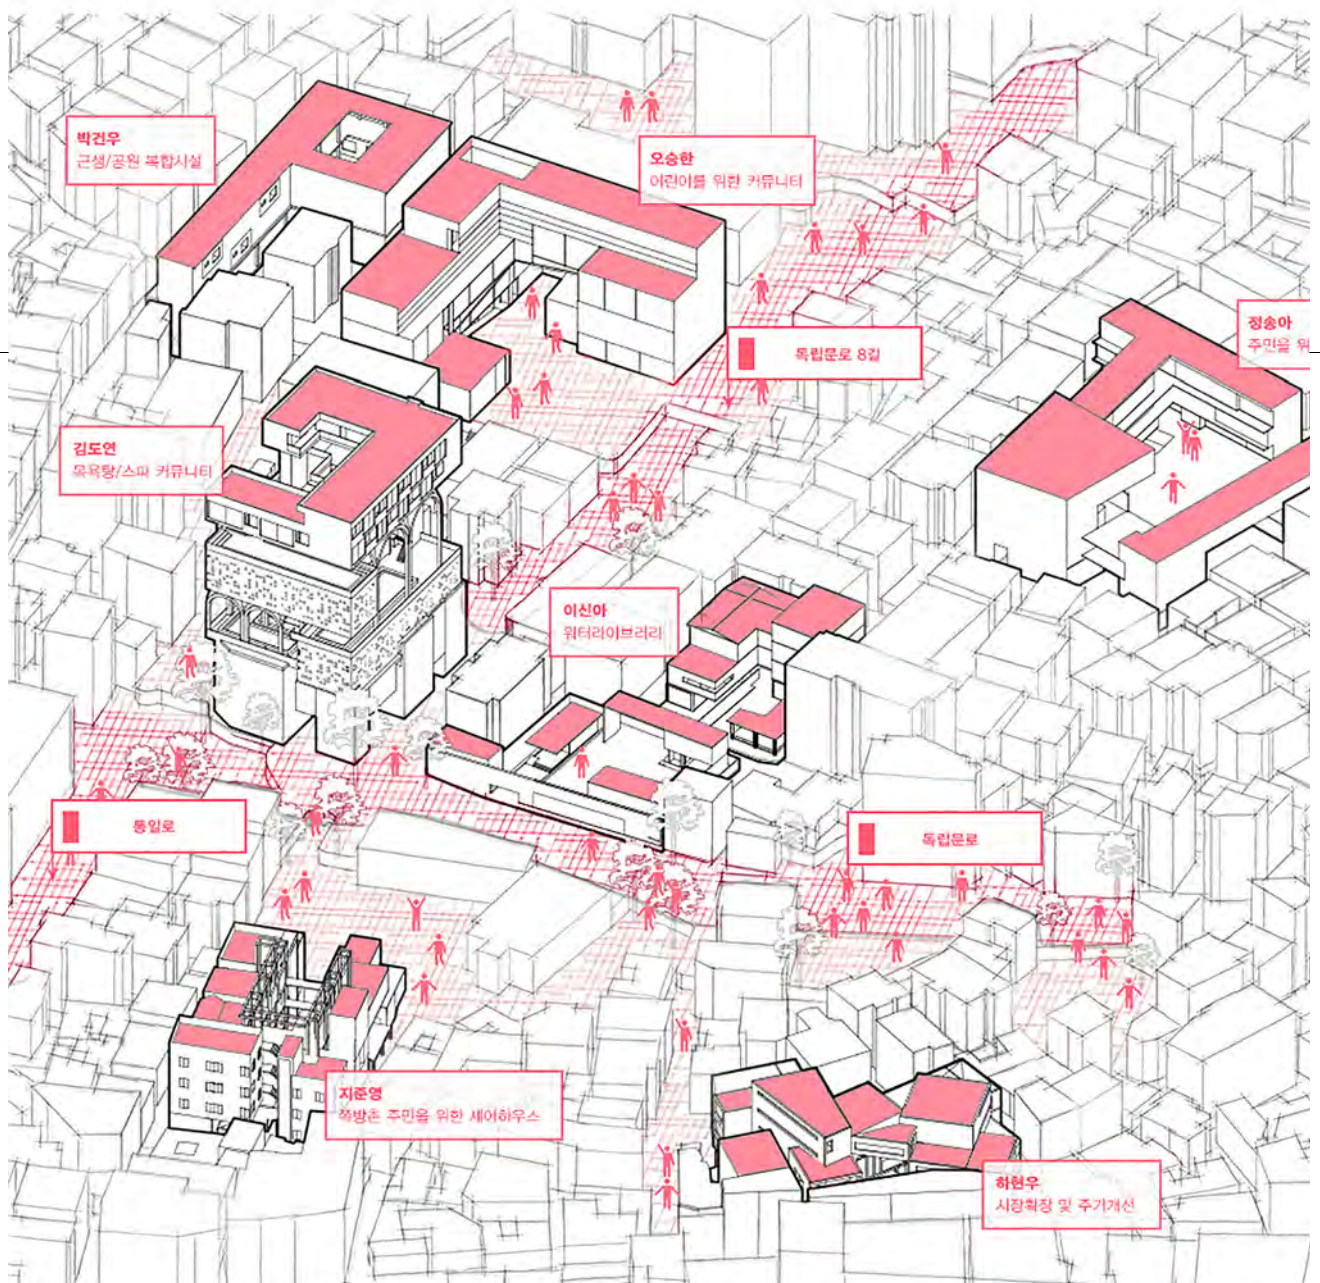 박건우
근생/공원 복합시설
오승한
어린이를 위한 커뮤니티
정송아
주민을 위
독립문로 8길
김도연
목욕탕/스파 커뮤니티
이신아
워터라이브러리
통일로
독립문로
지준영
쪽방촌 주민을 위한 셰어하우스
하현우
시장확장 및 주거개선